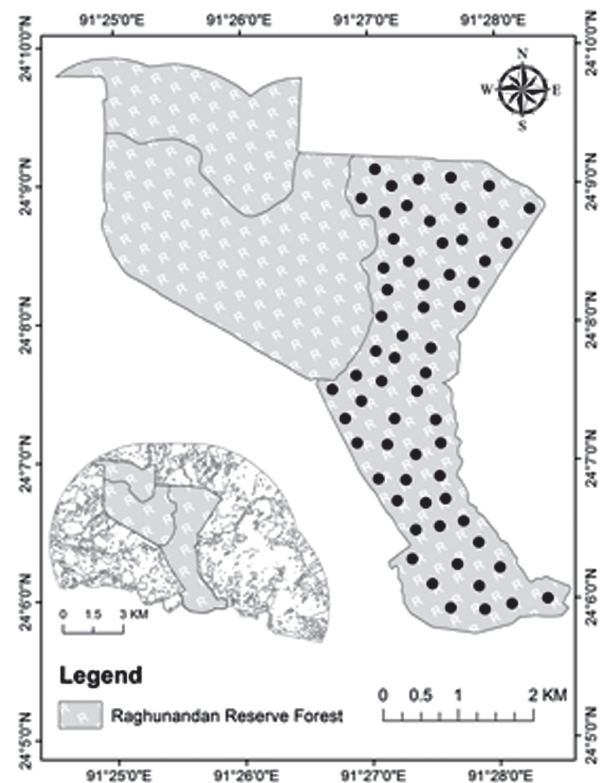 91°25'0"E 91°26'0"E 91°27'0"E 91°28'0"E
24°10'0"N 24°10'0"N
N
W E
S
24°9'0"N 24°9'0"N
24°8'0"N 24°8'0"N
24°7'0"N 24°7'0"N
24°6'0"N 24°6'0"N
0 1.5 3 KM
Legend
R Raghunandan Reserve Forest
0 0.5 1 2 KM
24°5'0"N 24°5'0"N
91°25'0"E 91°26'0"E 91°27'0"E 91°28'0"E